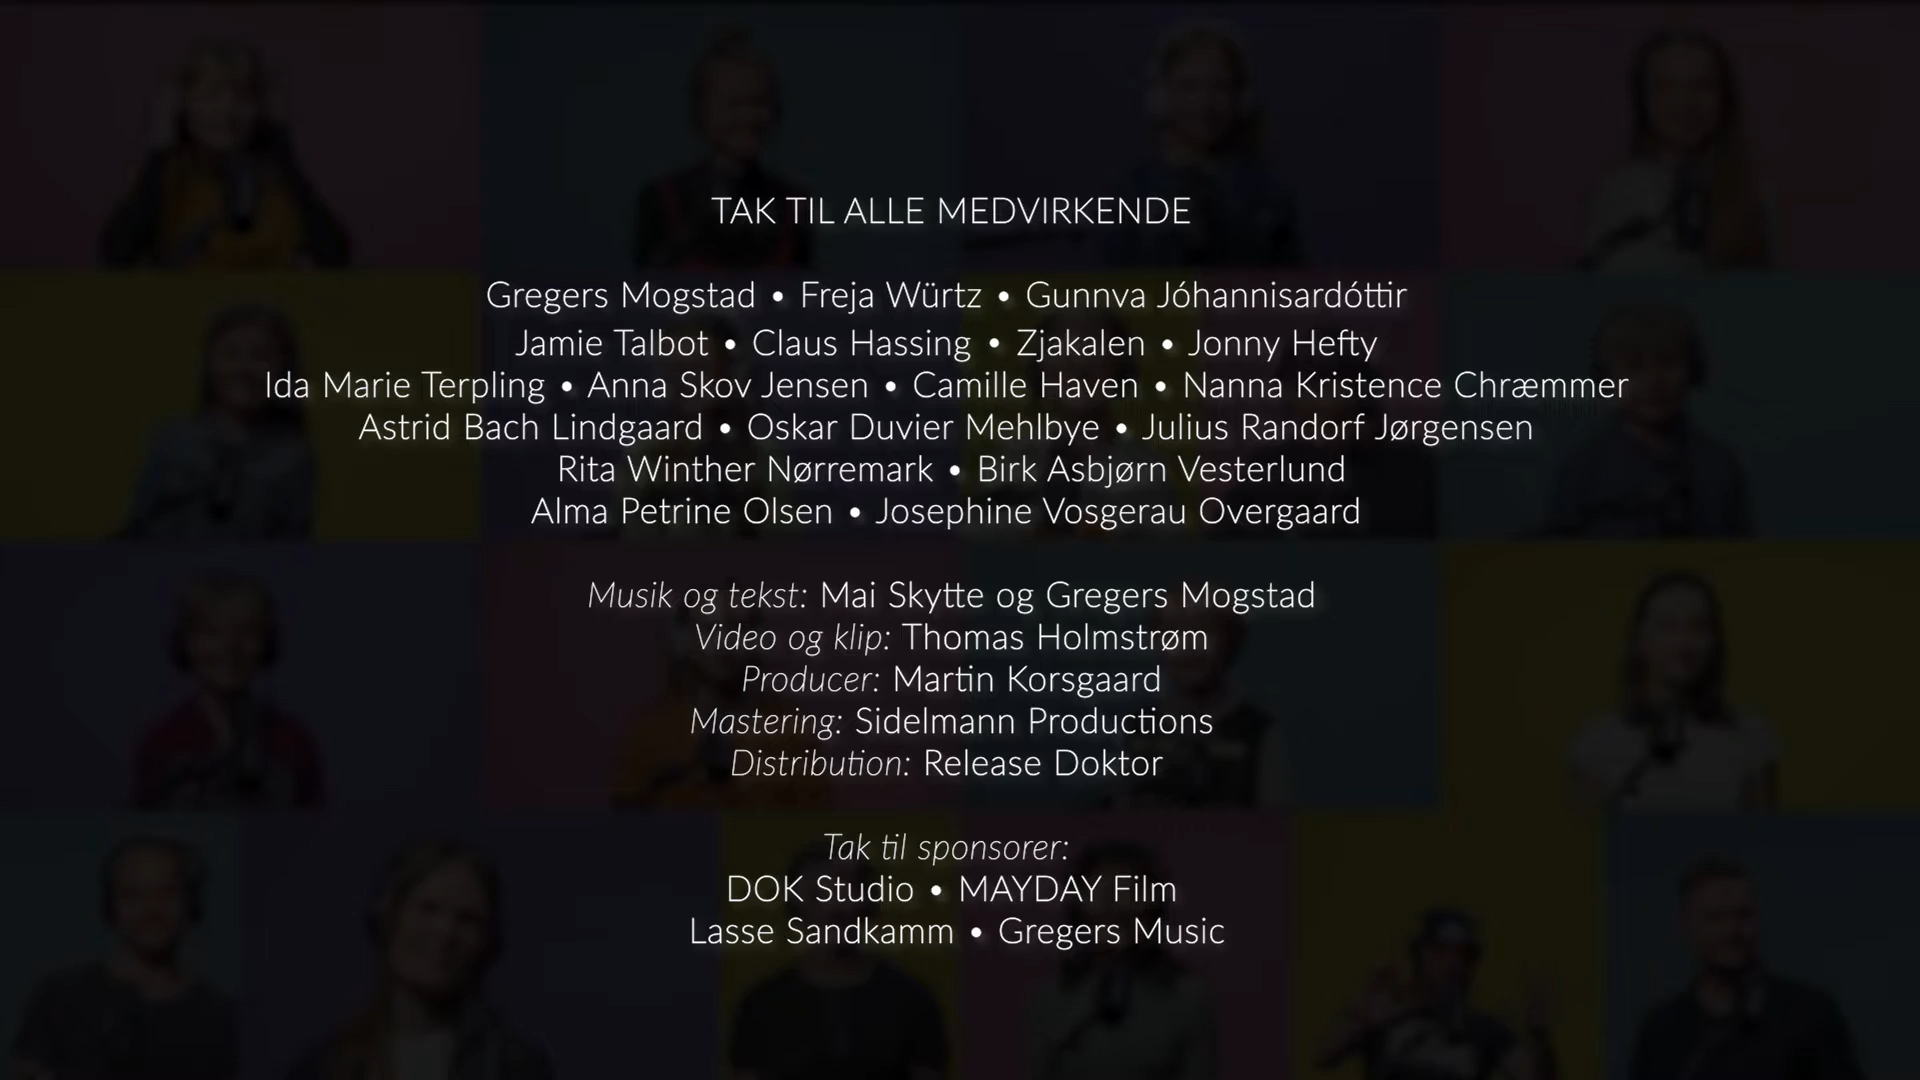 TAK TIL ALLE MEDVIRKENDE
Gregers Mogstad • Freja Würtz • Gunnva Jóhannisardóttir
Jamie Talbot • Claus Hassing • Zjakalen • Jonny Hefty
Ida Marie Terpling • Anna Skov Jensen • Camille Haven • Nanna Kristence Chræmmer
Astrid Bach Lindgaard • Oskar Duvier Mehlbye • Julius Randorf Jørgensen
Rita Winther Nørremark • Birk Asbjørn Vesterlund
Alma Petrine Olsen • Josephine Vosgerau Overgaard
Musik og tekst: Mai Skytte og Gregers Mogstad
Video og klip: Thomas Holmstrøm
Producer: Martin Korsgaard
Mastering: Sidelmann Productions
Distribution: Release Doktor
Tak til sponsorer:
DOK Studio • MAYDAY Film
Lasse Sandkamm • Gregers Music